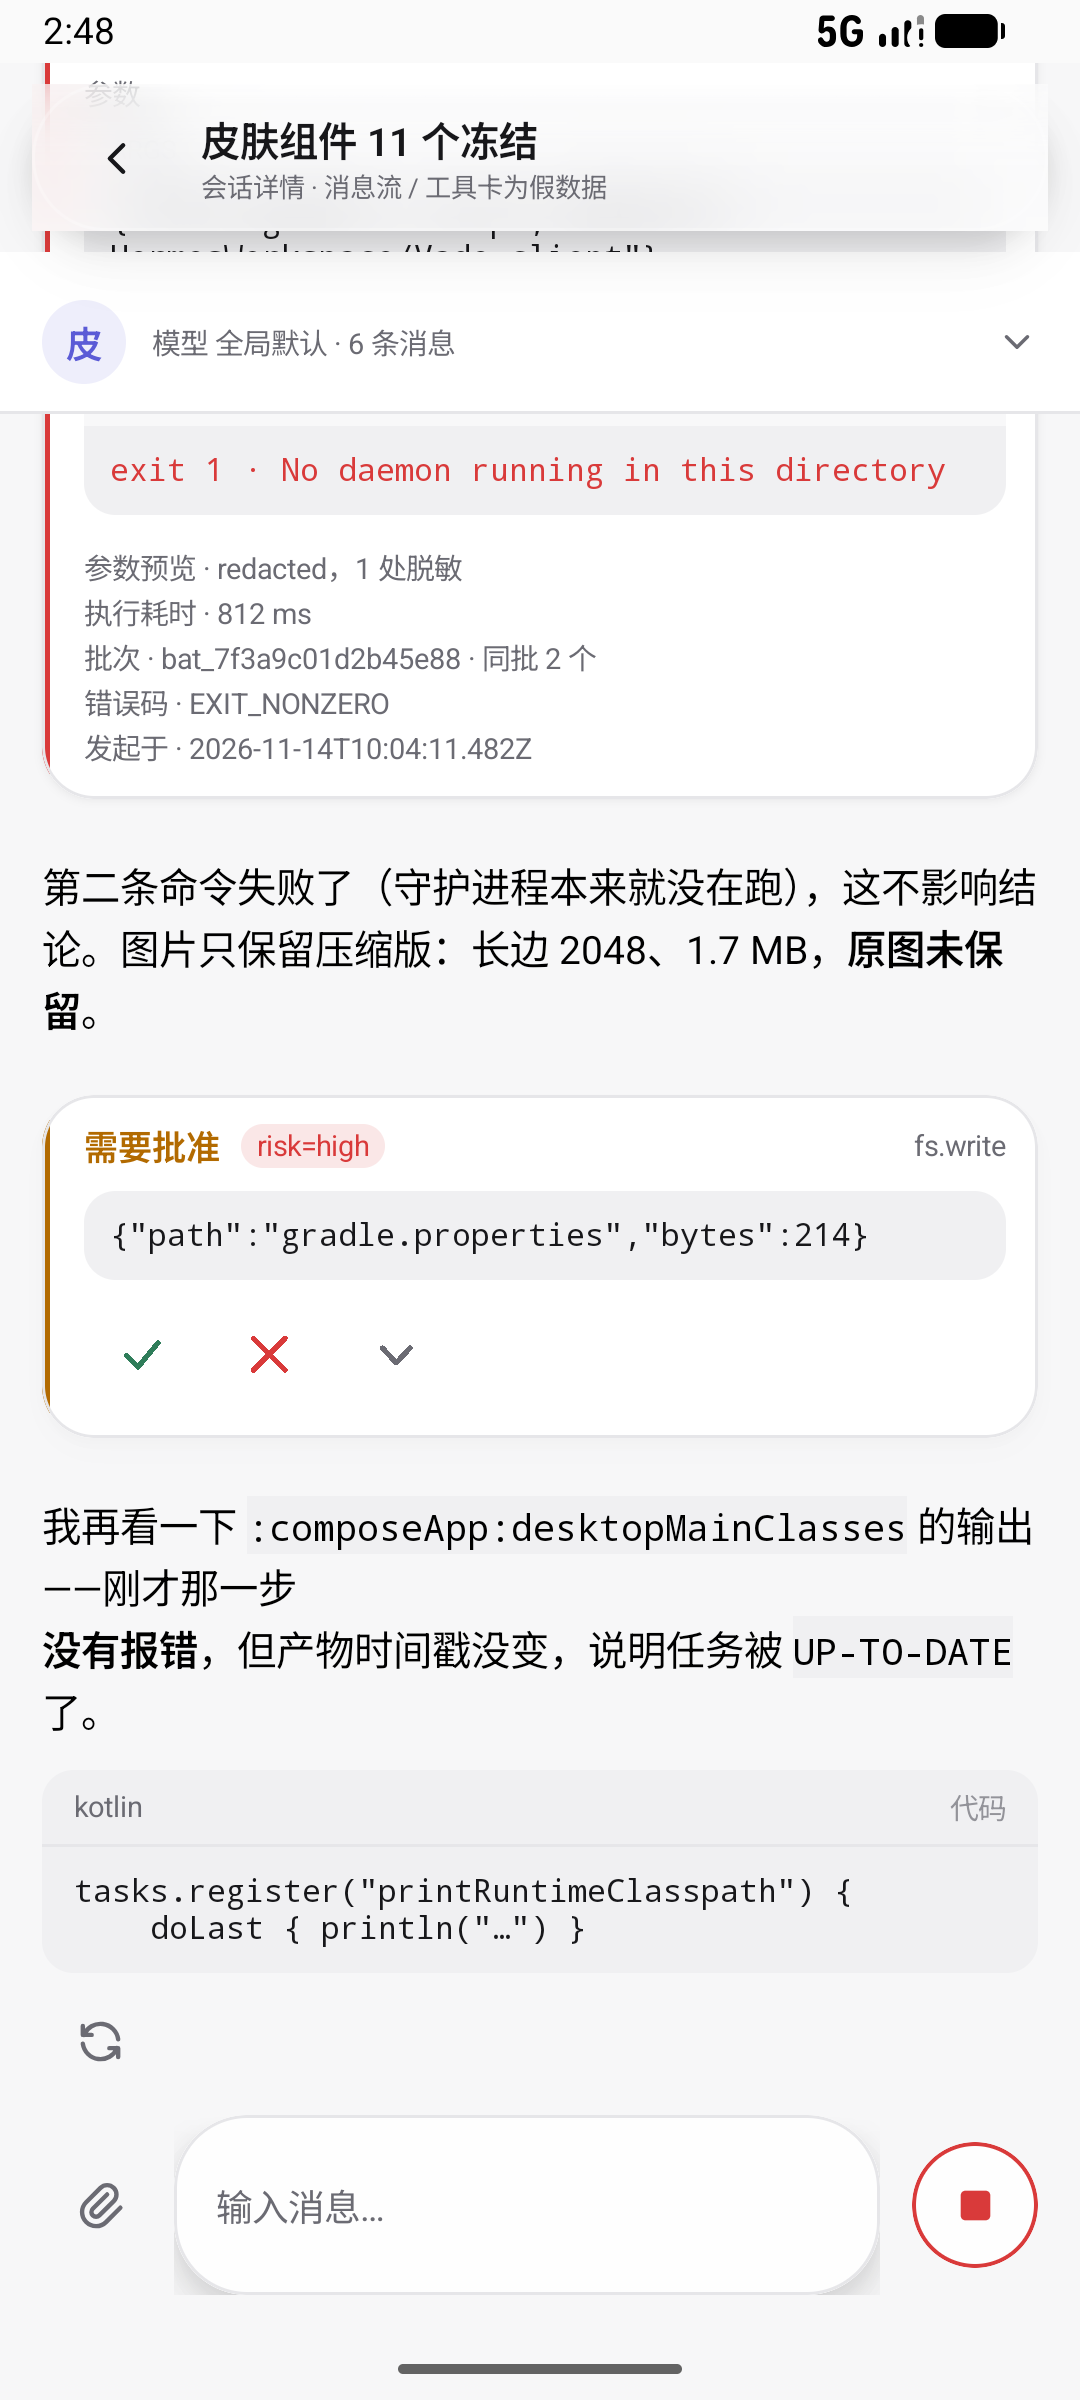 2:48
5G
参数
皮肤组件 11 个冻结
会话详情 · 消息流 / 工具卡为假数据
皮
模型 全局默认 · 6 条消息
exit 1 · No daemon running in this directory
参数预览 · redacted，1 处脱敏
执行耗时 · 812 ms
批次 · bat_7f3a9c01d2b45e88 · 同批 2 个
错误码 · EXIT_NONZERO
发起于 · 2026-11-14T10:04:11.482Z
第二条命令失败了（守护进程本来就没在跑），这不影响结
论。图片只保留压缩版：长边 2048、1.7 MB，原图未保
留。
需要批准 risk=high fs.write
{"path":"gradle.properties","bytes":214}
我再看一下 :composeApp:desktopMainClasses 的输出
——刚才那一步
没有报错，但产物时间戳没变，说明任务被 UP-TO-DATE
了。
kotlin 代码
tasks.register("printRuntimeClasspath") {
    doLast { println("…") }
输入消息…